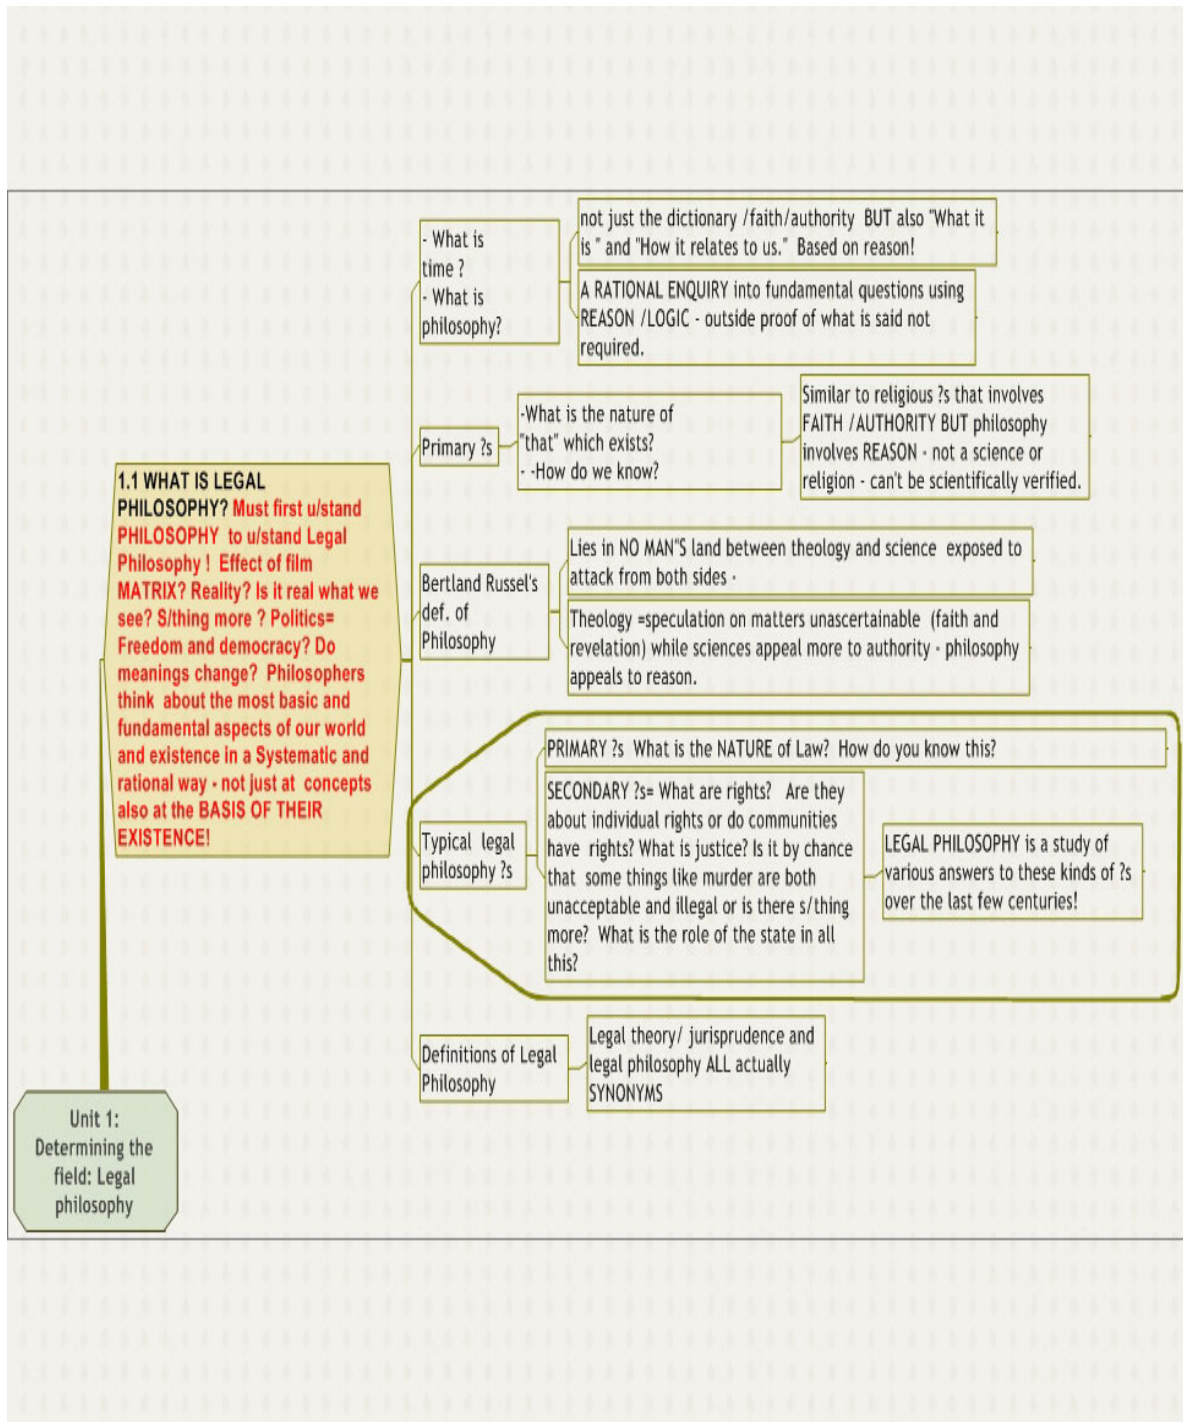 not just the dictionary /faith/authority  BUT also "What it
is " and "How it relates to us."  Based on reason!
- What is
time ?
- What is
philosophy?
A RATIONAL ENQUIRY into fundamental questions using
REASON /LOGIC - outside proof of what is said not
required.
Primary ?s
-What is the nature of
"that" which exists?
- -How do we know?
Similar to religious ?s that involves
FAITH /AUTHORITY BUT philosophy
involves REASON - not a science or
religion - can't be scientifically verified.
1.1 WHAT IS LEGAL
PHILOSOPHY? Must first u/stand
PHILOSOPHY  to u/stand Legal
Philosophy !  Effect of film
MATRIX? Reality? Is it real what we
see? S/thing more ? Politics=
Freedom and democracy? Do
meanings change?  Philosophers
think  about the most basic and
fundamental aspects of our world
and existence in a Systematic and
rational way - not just at  concepts
also at the BASIS OF THEIR
EXISTENCE!
Bertland Russel's
def. of
Philosophy
Lies in NO MAN"S land between theology and science  exposed to
attack from both sides -
Theology =speculation on matters unascertainable  (faith and
revelation) while sciences appeal more to authority - philosophy
appeals to reason.
Typical  legal
philosophy ?s
PRIMARY ?s  What is the NATURE of Law?  How do you know this?
SECONDARY ?s= What are rights?   Are they
about individual rights or do communities
have  rights? What is justice? Is it by chance
that  some things like murder are both
unacceptable and illegal or is there s/thing
more?  What is the role of the state in all
this?
LEGAL PHILOSOPHY is a study of
various answers to these kinds of ?s
over the last few centuries!
Definitions of Legal
Philosophy
Legal theory/ jurisprudence and
legal philosophy ALL actually
SYNONYMS
Unit 1:
Determining the
field: Legal
philosophy